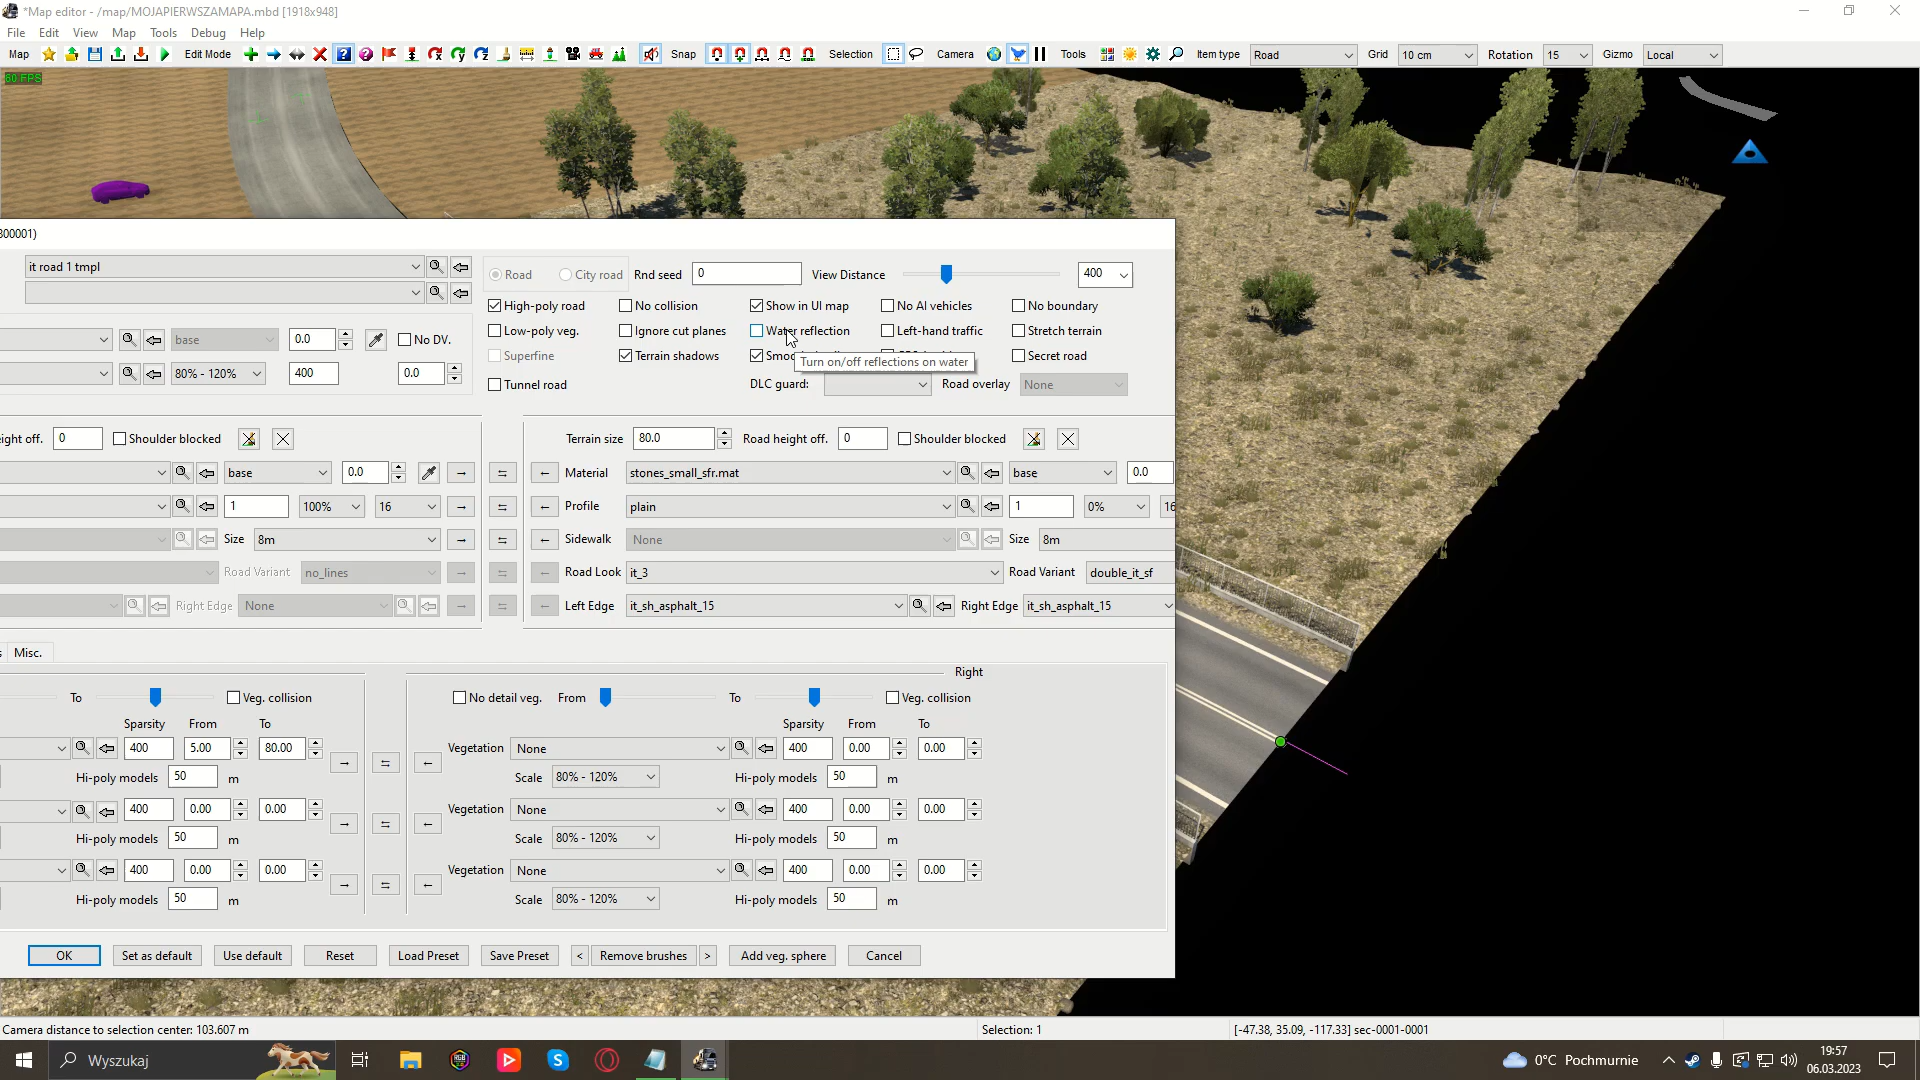 *Map editor - /map/MOJAPIERWSZAMAPA.mbd [1918x948]
File Edit View Map Tools Debug Help
Map Edit Mode Snap Selection Camera Tools Item type Road Grid 10 cm Rotation 15 Gizmo Local
60 FPS
300001)
it road 1 tmpl Road City road Rnd seed 0 View Distance 400
High-poly road No collision Show in UI map No AI vehicles No boundary
base 0.0 No DV. Low-poly veg. Ignore cut planes Water reflection Left-hand traffic Stretch terrain
Superfine Terrain shadows Smoo Secret road
Turn on/off reflections on water
80% - 120% 400 0.0 Tunnel road DLC guard: Road overlay None
ight off. 0 Shoulder blocked Terrain size 80.0 Road height off. 0 Shoulder blocked
base 0.0 Material stones_small_sfr.mat base 0.0
1 100% 16 Profile plain 1 0% 16
Size 8m Sidewalk None Size 8m
Road Variant no_lines Road Look it_3 Road Variant double_it_sf
Right Edge None Left Edge it_sh_asphalt_15 Right Edge it_sh_asphalt_15
s Misc.
Right
To Veg. collision No detail veg. From To Veg. collision
Sparsity From To Sparsity From To
400 5.00 80.00 Vegetation None 400 0.00 0.00
Hi-poly models 50 m Scale 80% - 120% Hi-poly models 50 m
400 0.00 0.00 Vegetation None 400 0.00 0.00
Hi-poly models 50 m Scale 80% - 120% Hi-poly models 50 m
400 0.00 0.00 Vegetation None 400 0.00 0.00
Hi-poly models 50 m Scale 80% - 120% Hi-poly models 50 m
OK Set as default Use default Reset Load Preset Save Preset < Remove brushes > Add veg. sphere Cancel
Camera distance to selection center: 103.607 m Selection: 1 [-47.38, 35.09, -117.33] sec-0001-0001
Wyszukaj 0°C Pochmurnie 19:57
06.03.2023